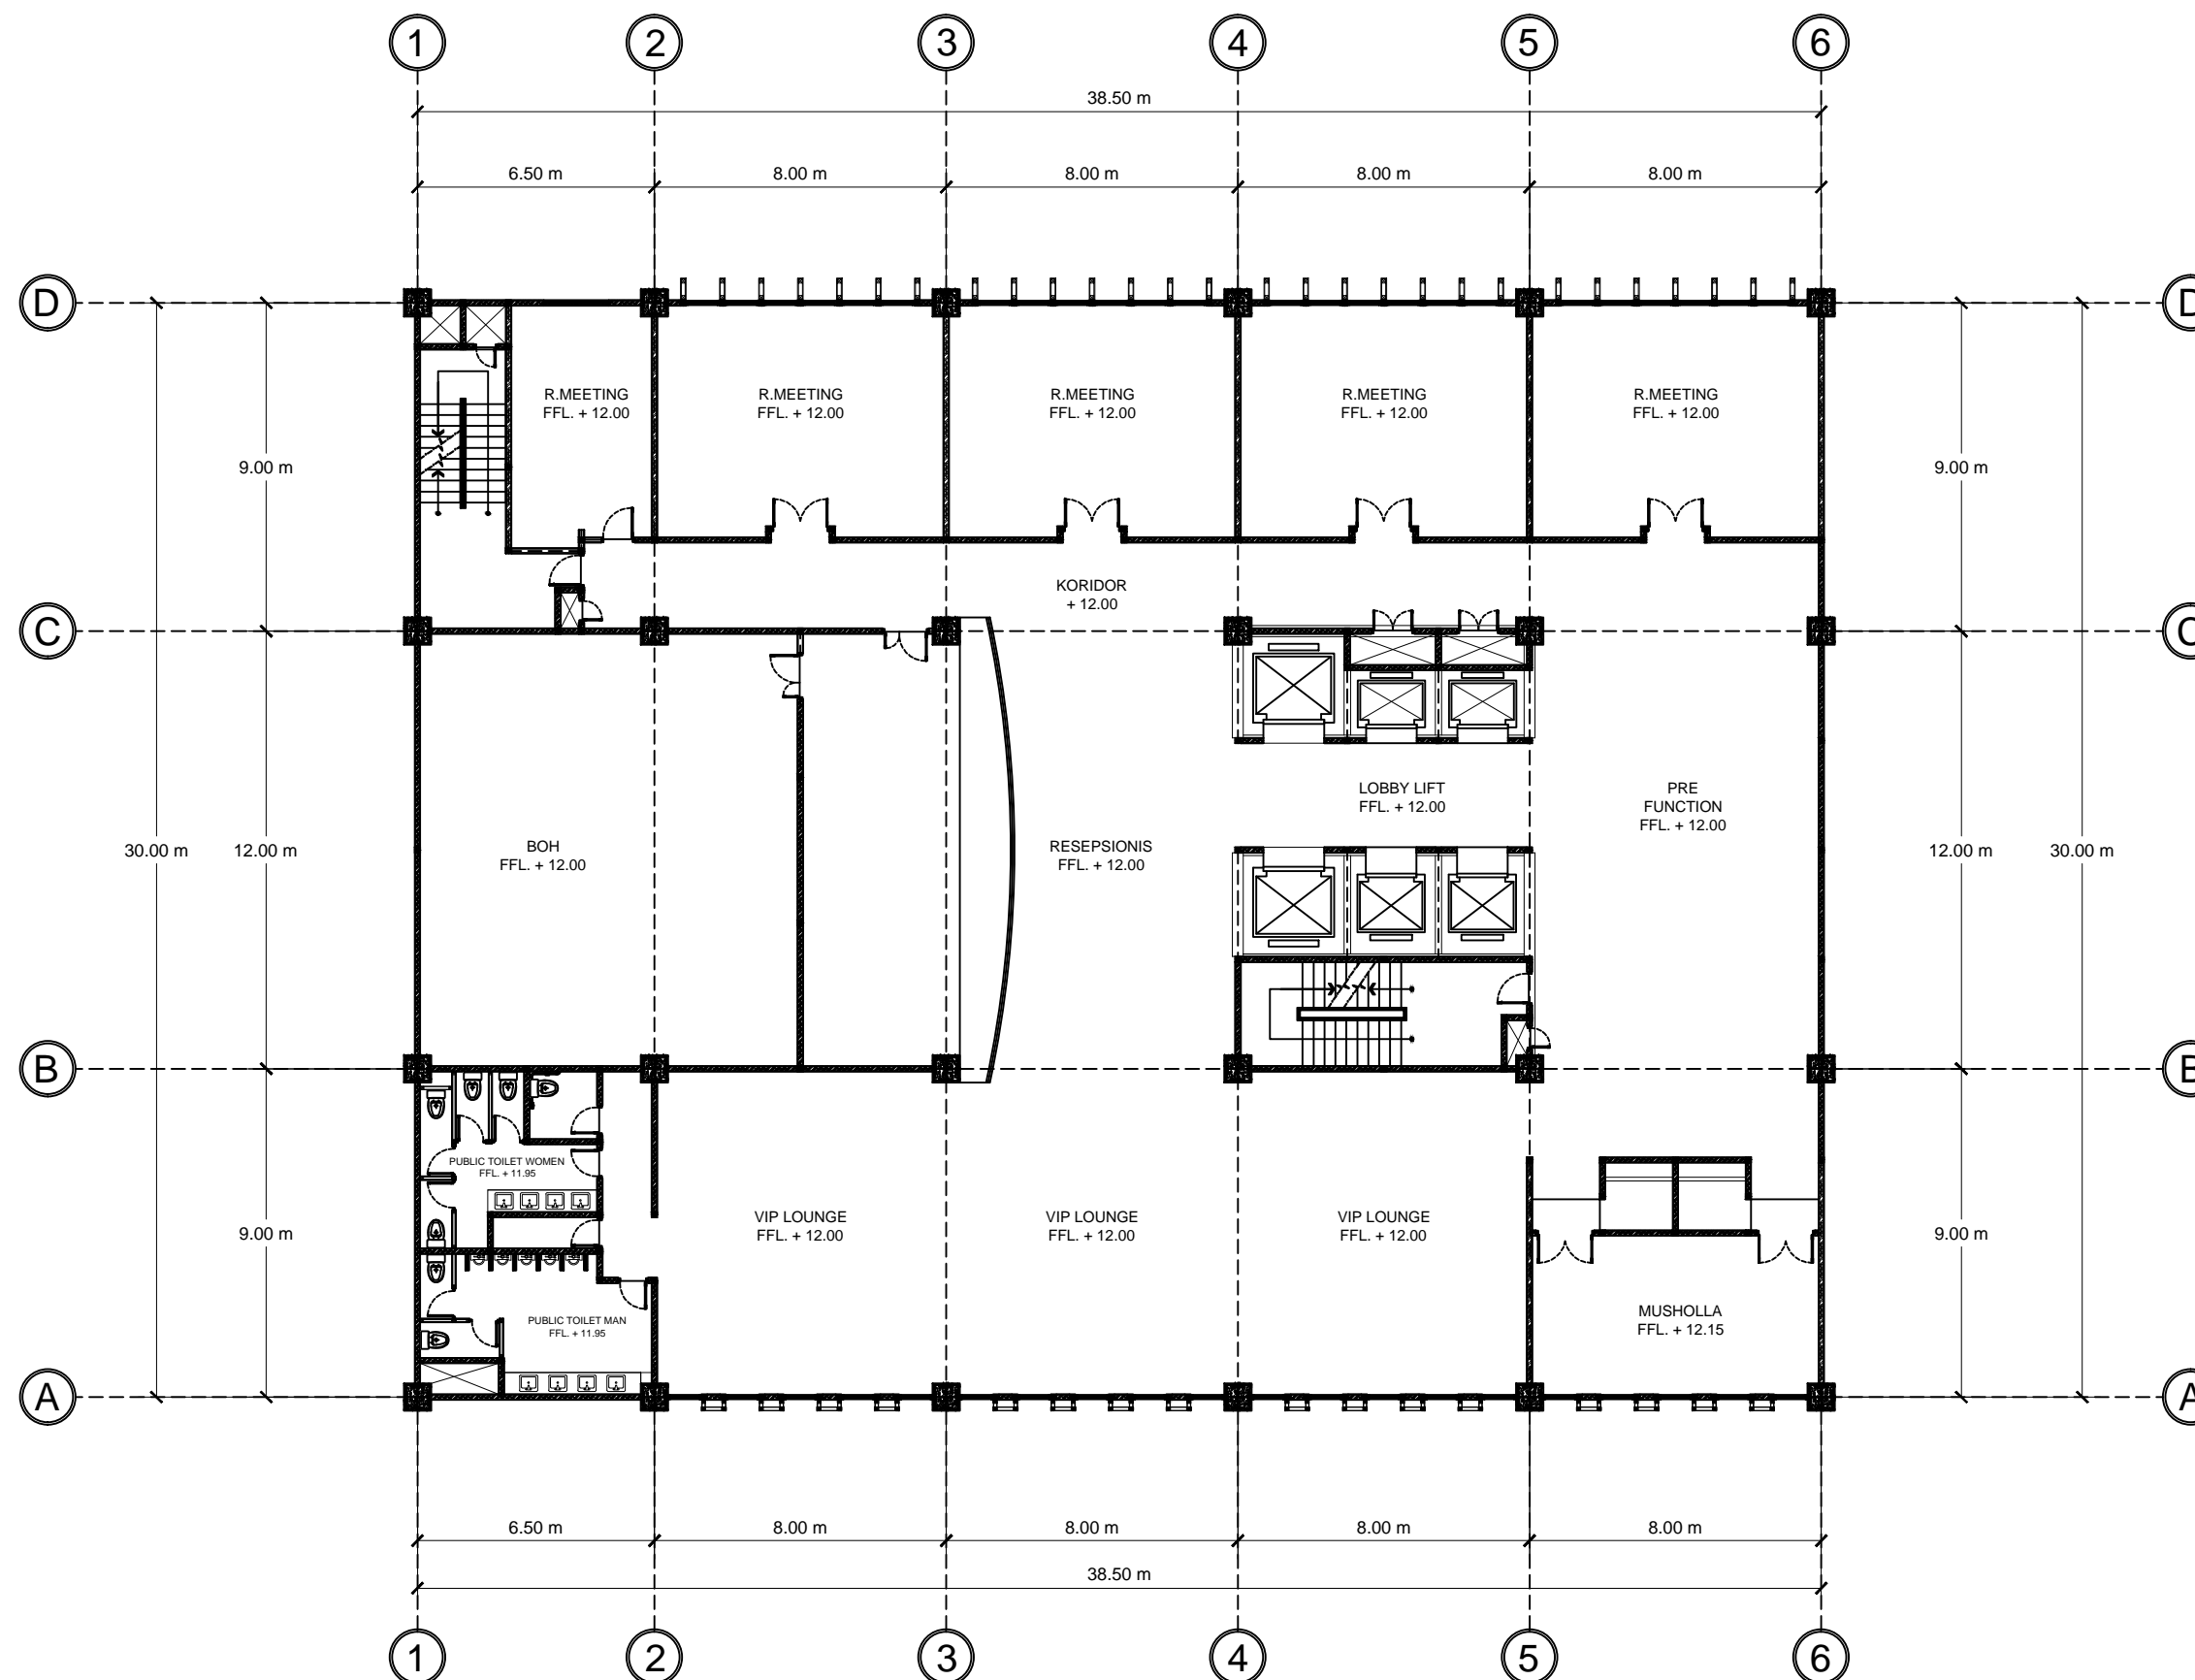 1 2 3 4 5 6
38.50 m
6.50 m 8.00 m 8.00 m 8.00 m 8.00 m
D D
R.MEETING R.MEETING R.MEETING R.MEETING R.MEETING
FFL. + 12.00 FFL. + 12.00 FFL. + 12.00 FFL. + 12.00 FFL. + 12.00
9.00 m 9.00 m
KORIDOR
+ 12.00
C C
LOBBY LIFT
FFL. + 12.00
PRE
FUNCTION
FFL. + 12.00
30.00 m 12.00 m
BOH
FFL. + 12.00
RESEPSIONIS
FFL. + 12.00
12.00 m 30.00 m
B B
PUBLIC TOILET WOMEN
FFL. + 11.95
9.00 m
VIP LOUNGE VIP LOUNGE VIP LOUNGE
FFL. + 12.00 FFL. + 12.00 FFL. + 12.00
9.00 m
PUBLIC TOILET MAN
FFL. + 11.95
MUSHOLLA
FFL. + 12.15
A A
6.50 m 8.00 m 8.00 m 8.00 m 8.00 m
38.50 m
1 2 3 4 5 6